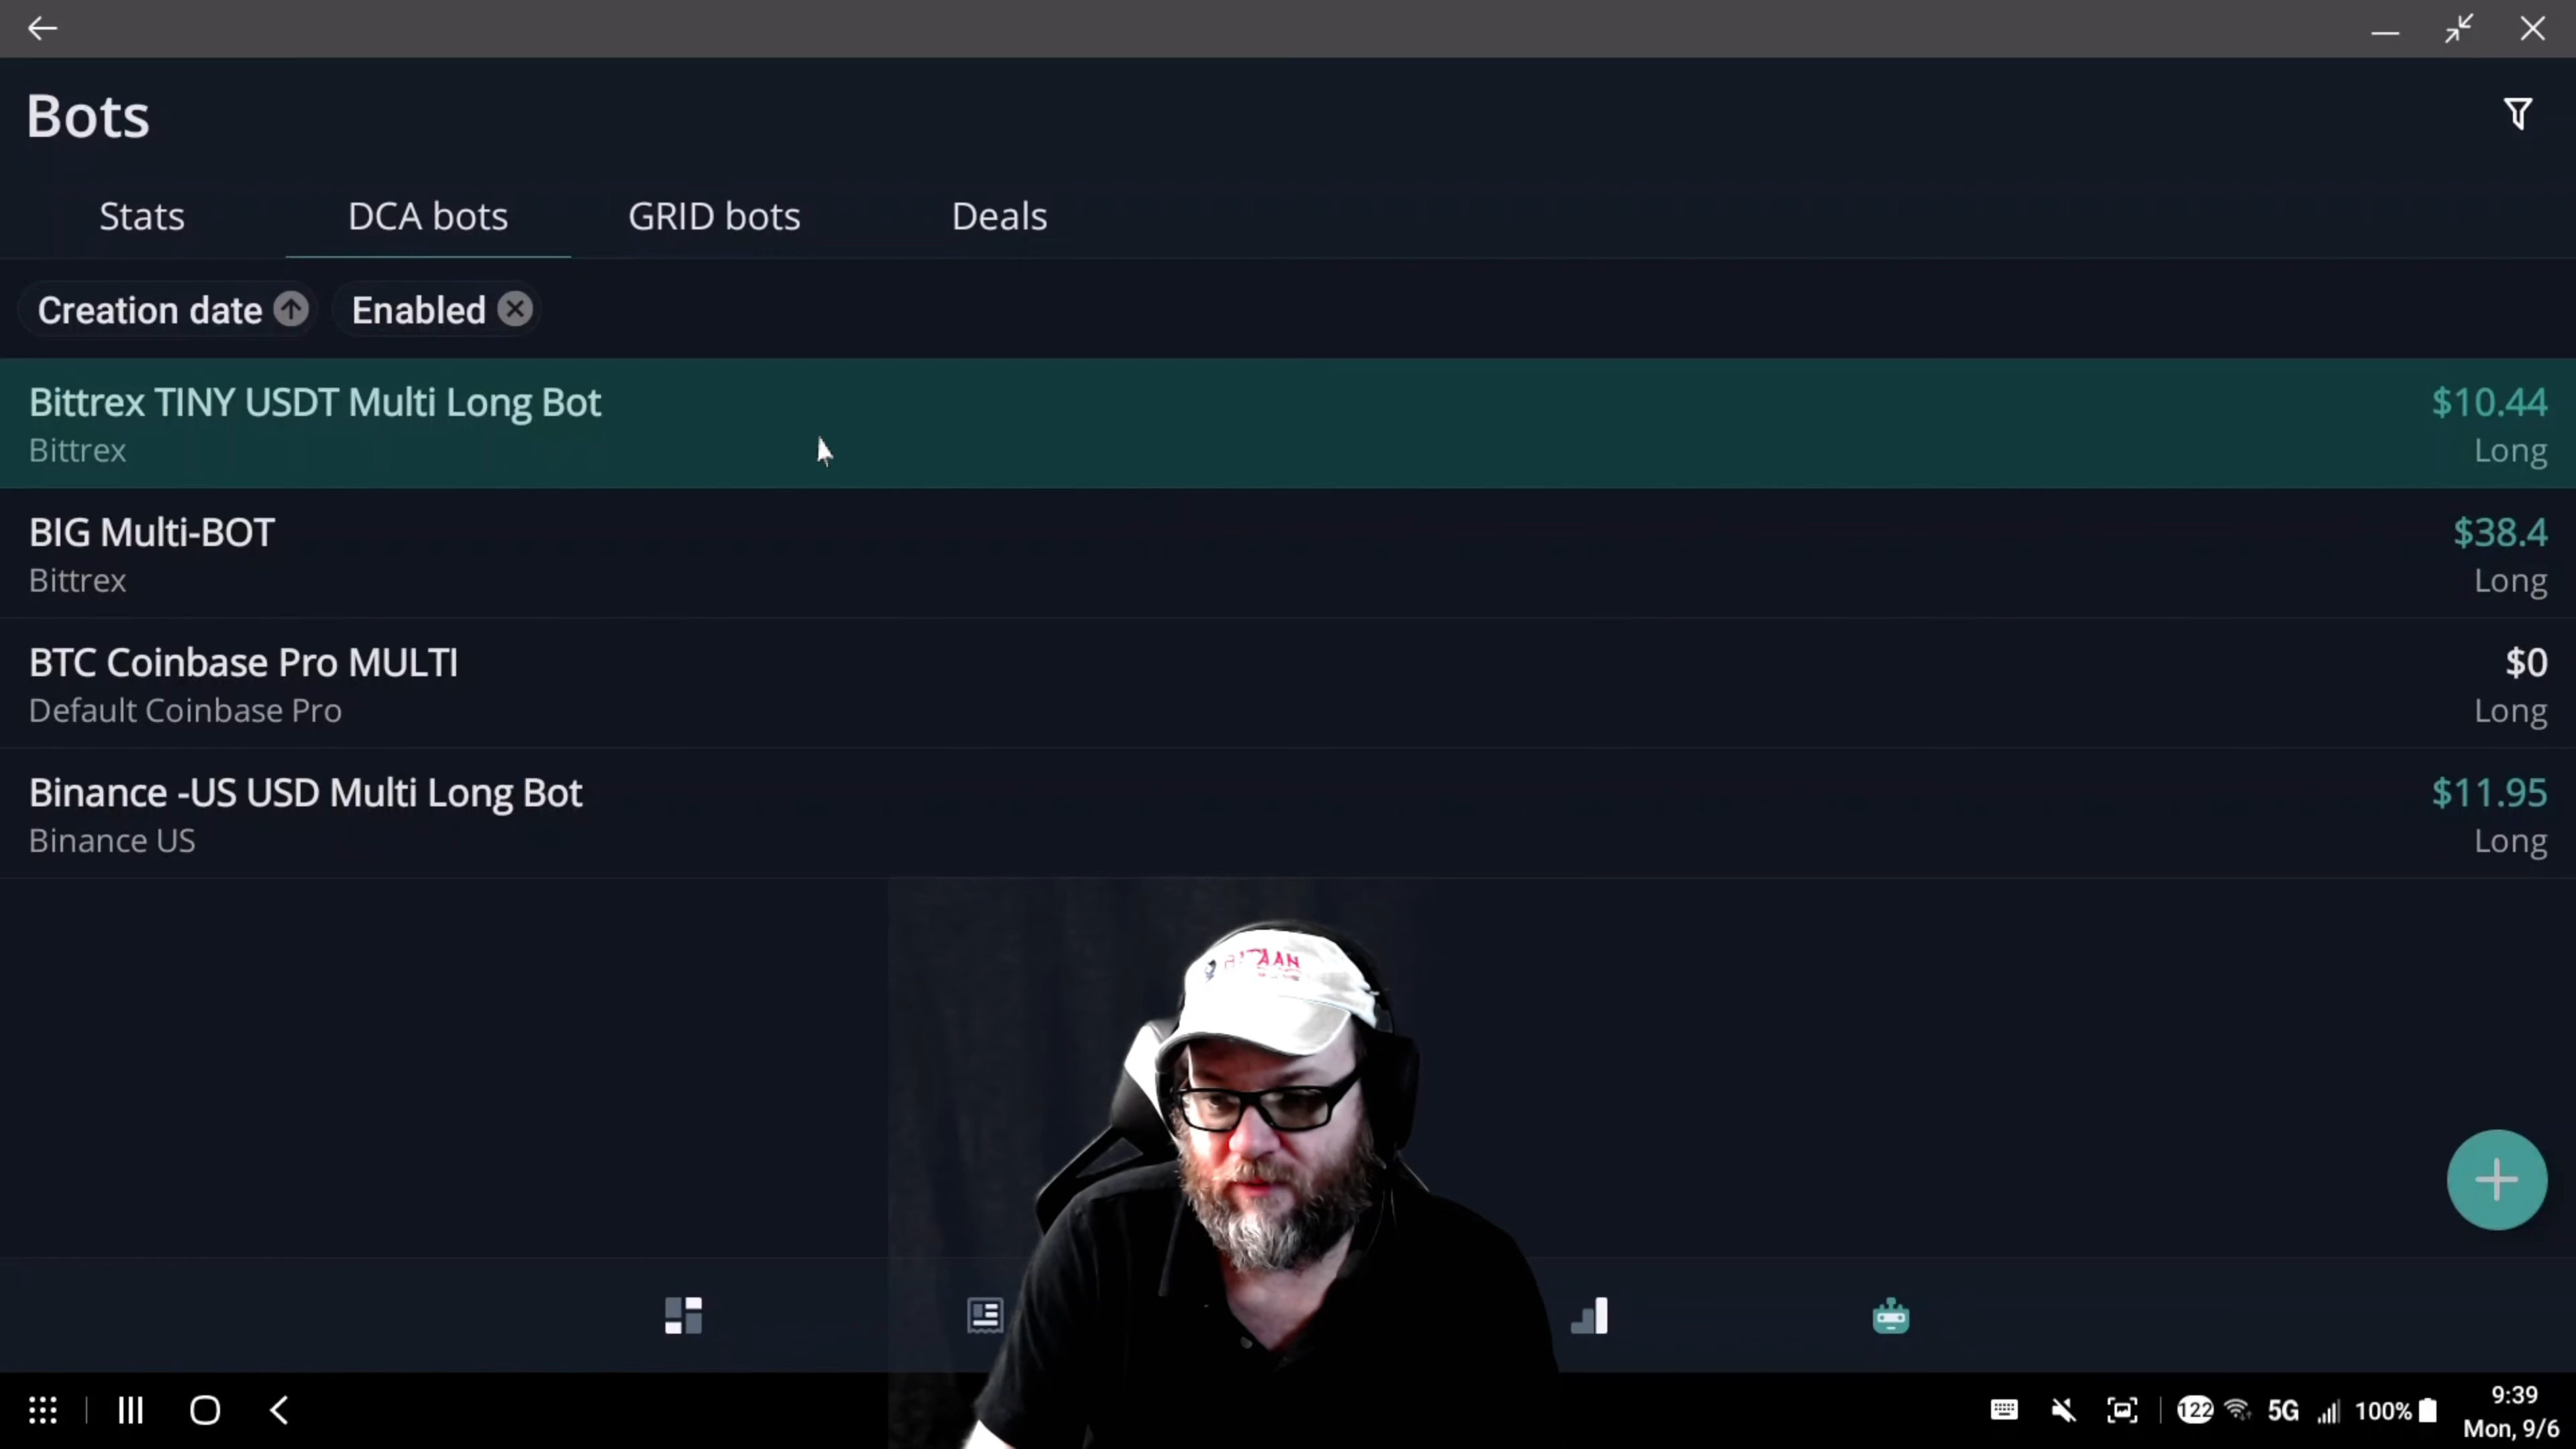 Bots
Stats DCA bots GRID bots Deals
Creation date Enabled
Bittrex TINY USDT Multi Long Bot $10.44
Bittrex Long
BIG Multi-BOT $38.4
Bittrex Long
BTC Coinbase Pro MULTI $0
Default Coinbase Pro Long
Binance -US USD Multi Long Bot $11.95
Binance US Long
122 5G 100% 9:39
Mon, 9/6